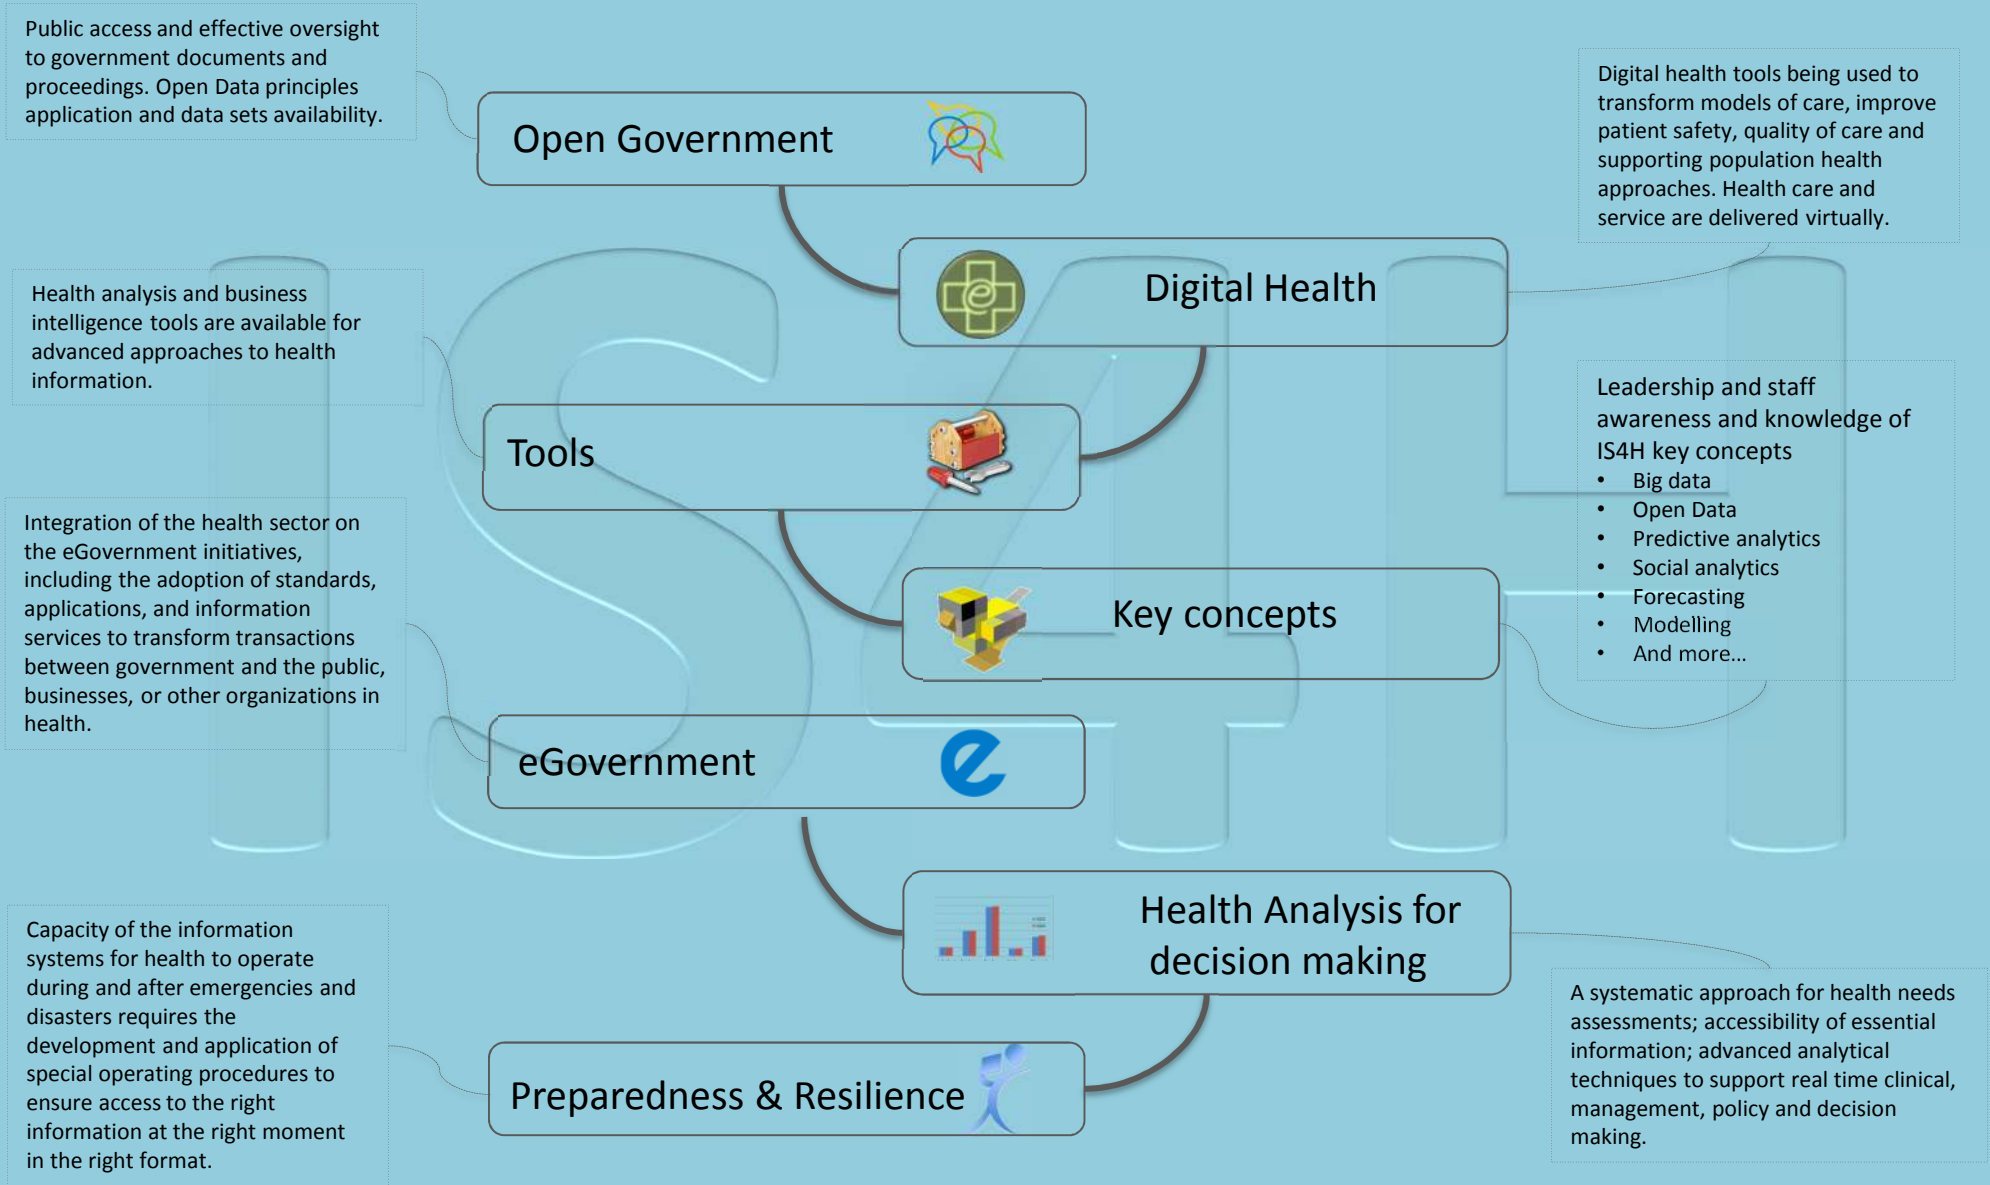 Public access and effective oversight
to government documents and
proceedings. Open Data principles
application and data sets availability.
Open Government
Digital health tools being used to
transform models of care, improve
patient safety, quality of care and
supporting population health
approaches. Health care and
service are delivered virtually.
Digital Health
Health analysis and business
intelligence tools are available for
advanced approaches to health
information.
Tools
Leadership and staff
awareness and knowledge of
IS4H key concepts
• Big data
• Open Data
• Predictive analytics
• Social analytics
• Forecasting
• Modelling
• And more...
Key concepts
Integration of the health sector on
the eGovernment initiatives,
including the adoption of standards,
applications, and information
services to transform transactions
between government and the public,
businesses, or other organizations in
health.
eGovernment
Health Analysis for
decision making
A systematic approach for health needs
assessments; accessibility of essential
information; advanced analytical
techniques to support real time clinical,
management, policy and decision
making.
Capacity of the information
systems for health to operate
during and after emergencies and
disasters requires the
development and application of
special operating procedures to
ensure access to the right
information at the right moment
in the right format.
Preparedness & Resilience
IS4H